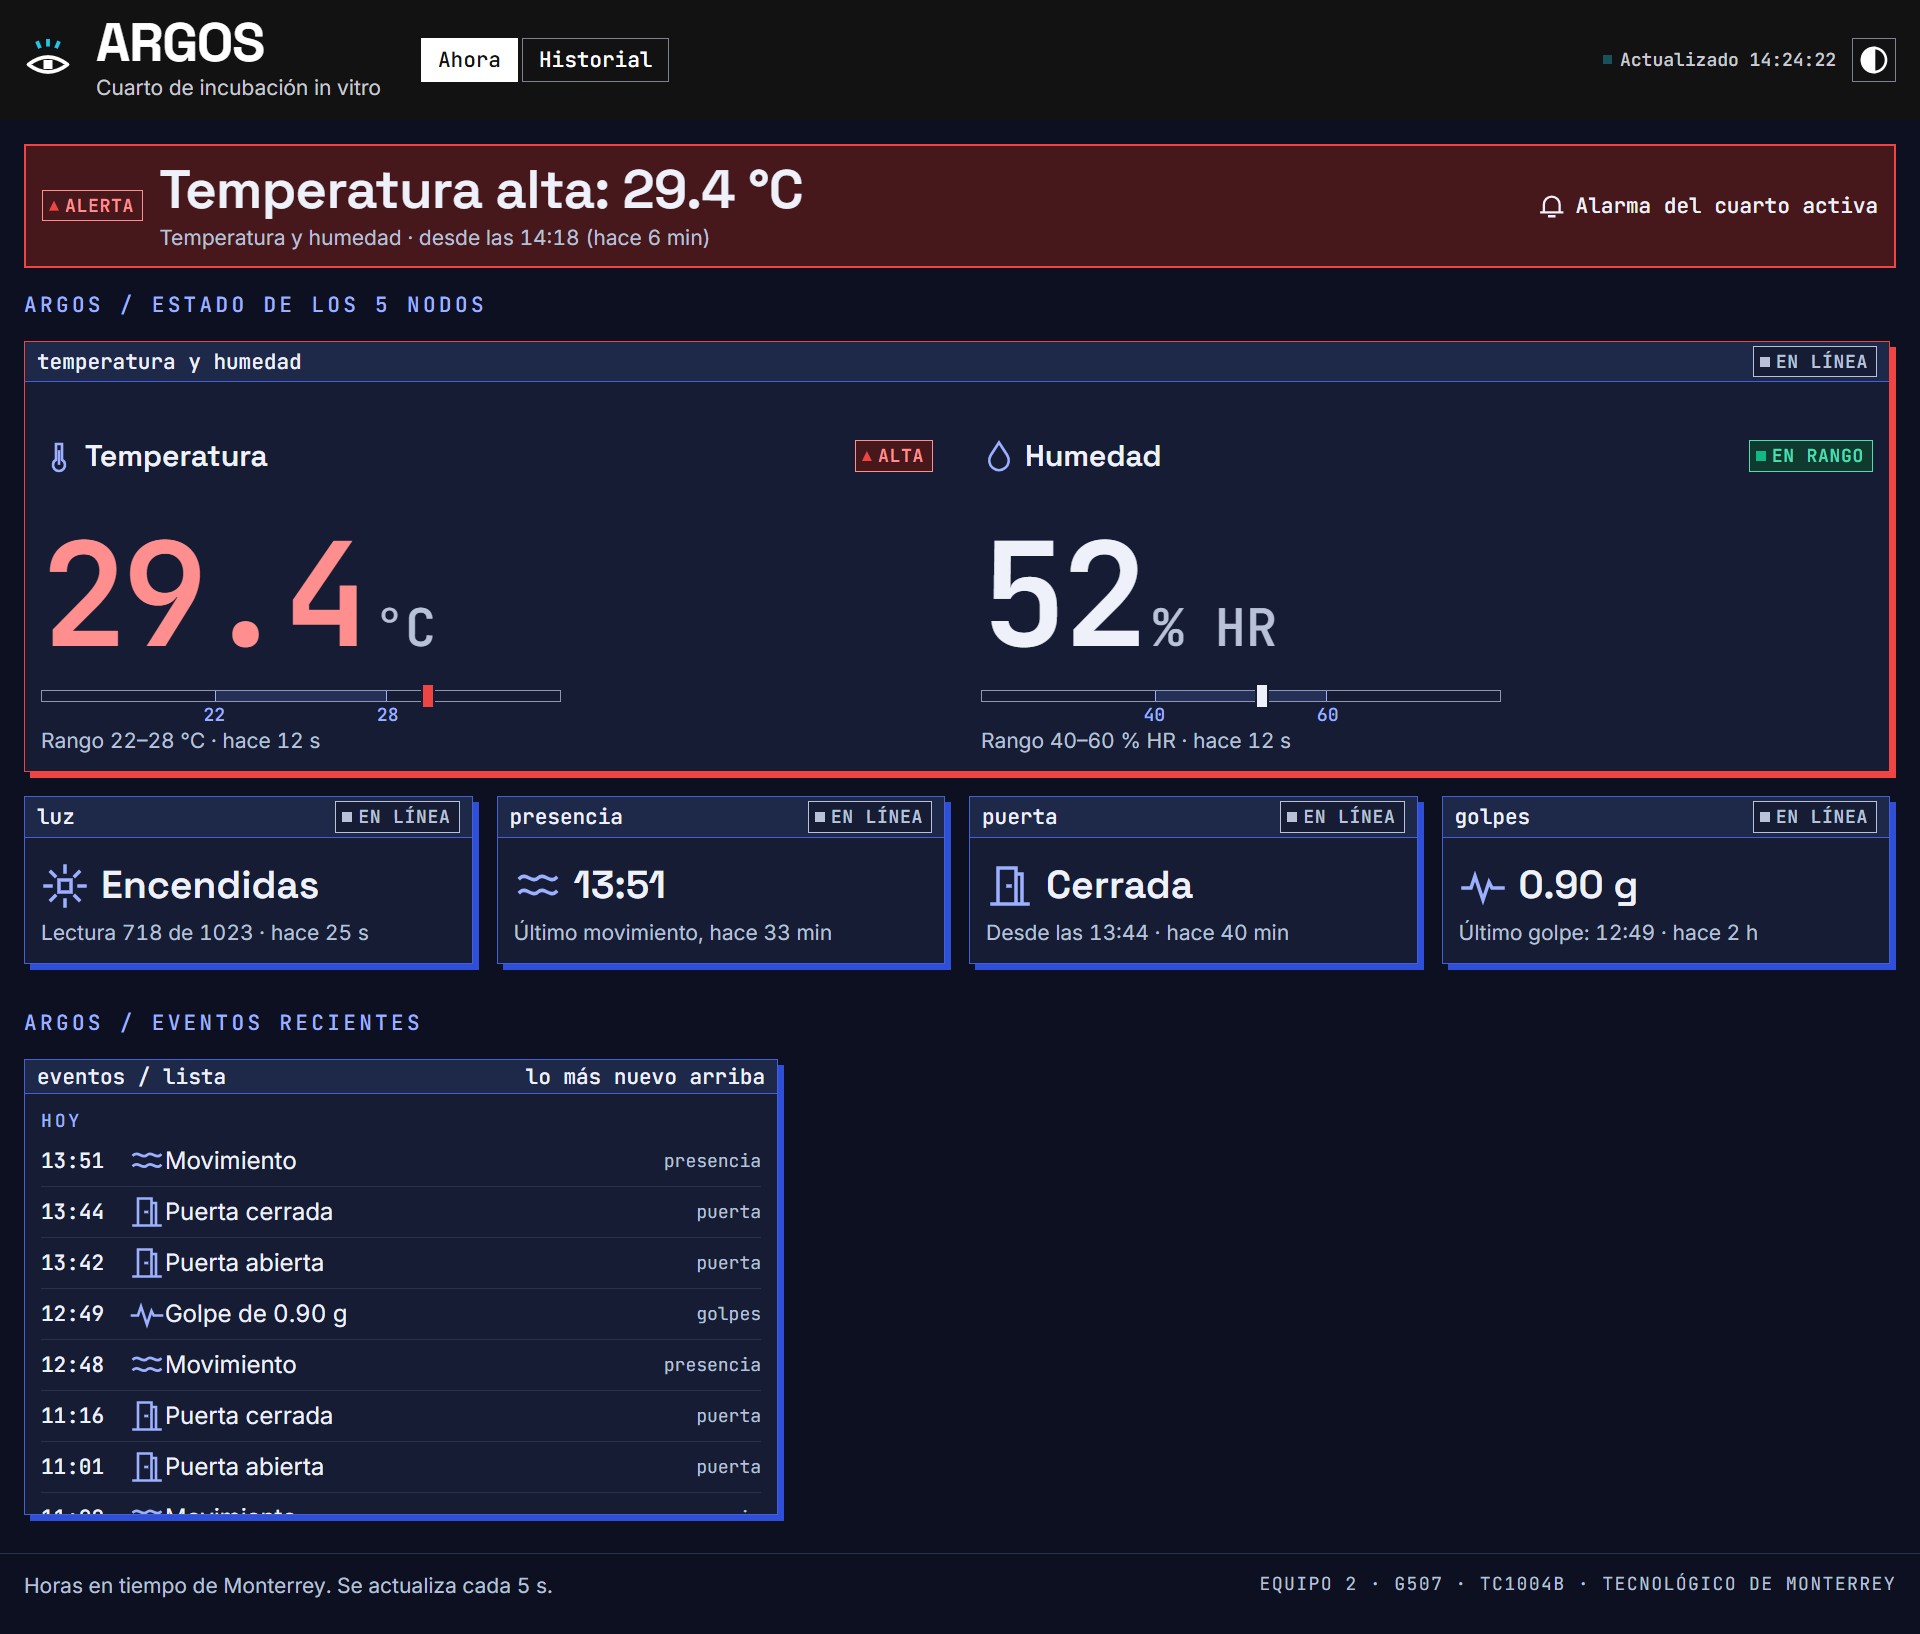 ARGOS
Cuarto de incubación in vitro
Ahora
Historial
Actualizado 14:24:22
ALERTA
Temperatura alta: 29.4 °C
Temperatura y humedad · desde las 14:18 (hace 6 min)
Alarma del cuarto activa
ARGOS / ESTADO DE LOS 5 NODOS
temperatura y humedad
EN LÍNEA
Temperatura
ALTA
29.4 °C
22 28
Rango 22–28 °C · hace 12 s
Humedad
EN RANGO
52 % HR
40 60
Rango 40–60 % HR · hace 12 s
luz
EN LÍNEA
Encendidas
Lectura 718 de 1023 · hace 25 s
presencia
EN LÍNEA
13:51
Último movimiento, hace 33 min
puerta
EN LÍNEA
Cerrada
Desde las 13:44 · hace 40 min
golpes
EN LÍNEA
0.90 g
Último golpe: 12:49 · hace 2 h
ARGOS / EVENTOS RECIENTES
eventos / lista
lo más nuevo arriba
HOY
13:51 Movimiento presencia
13:44 Puerta cerrada puerta
13:42 Puerta abierta puerta
12:49 Golpe de 0.90 g golpes
12:48 Movimiento presencia
11:16 Puerta cerrada puerta
11:01 Puerta abierta puerta
Movimiento
Horas en tiempo de Monterrey. Se actualiza cada 5 s.
EQUIPO 2 · G507 · TC1004B · TECNOLÓGICO DE MONTERREY